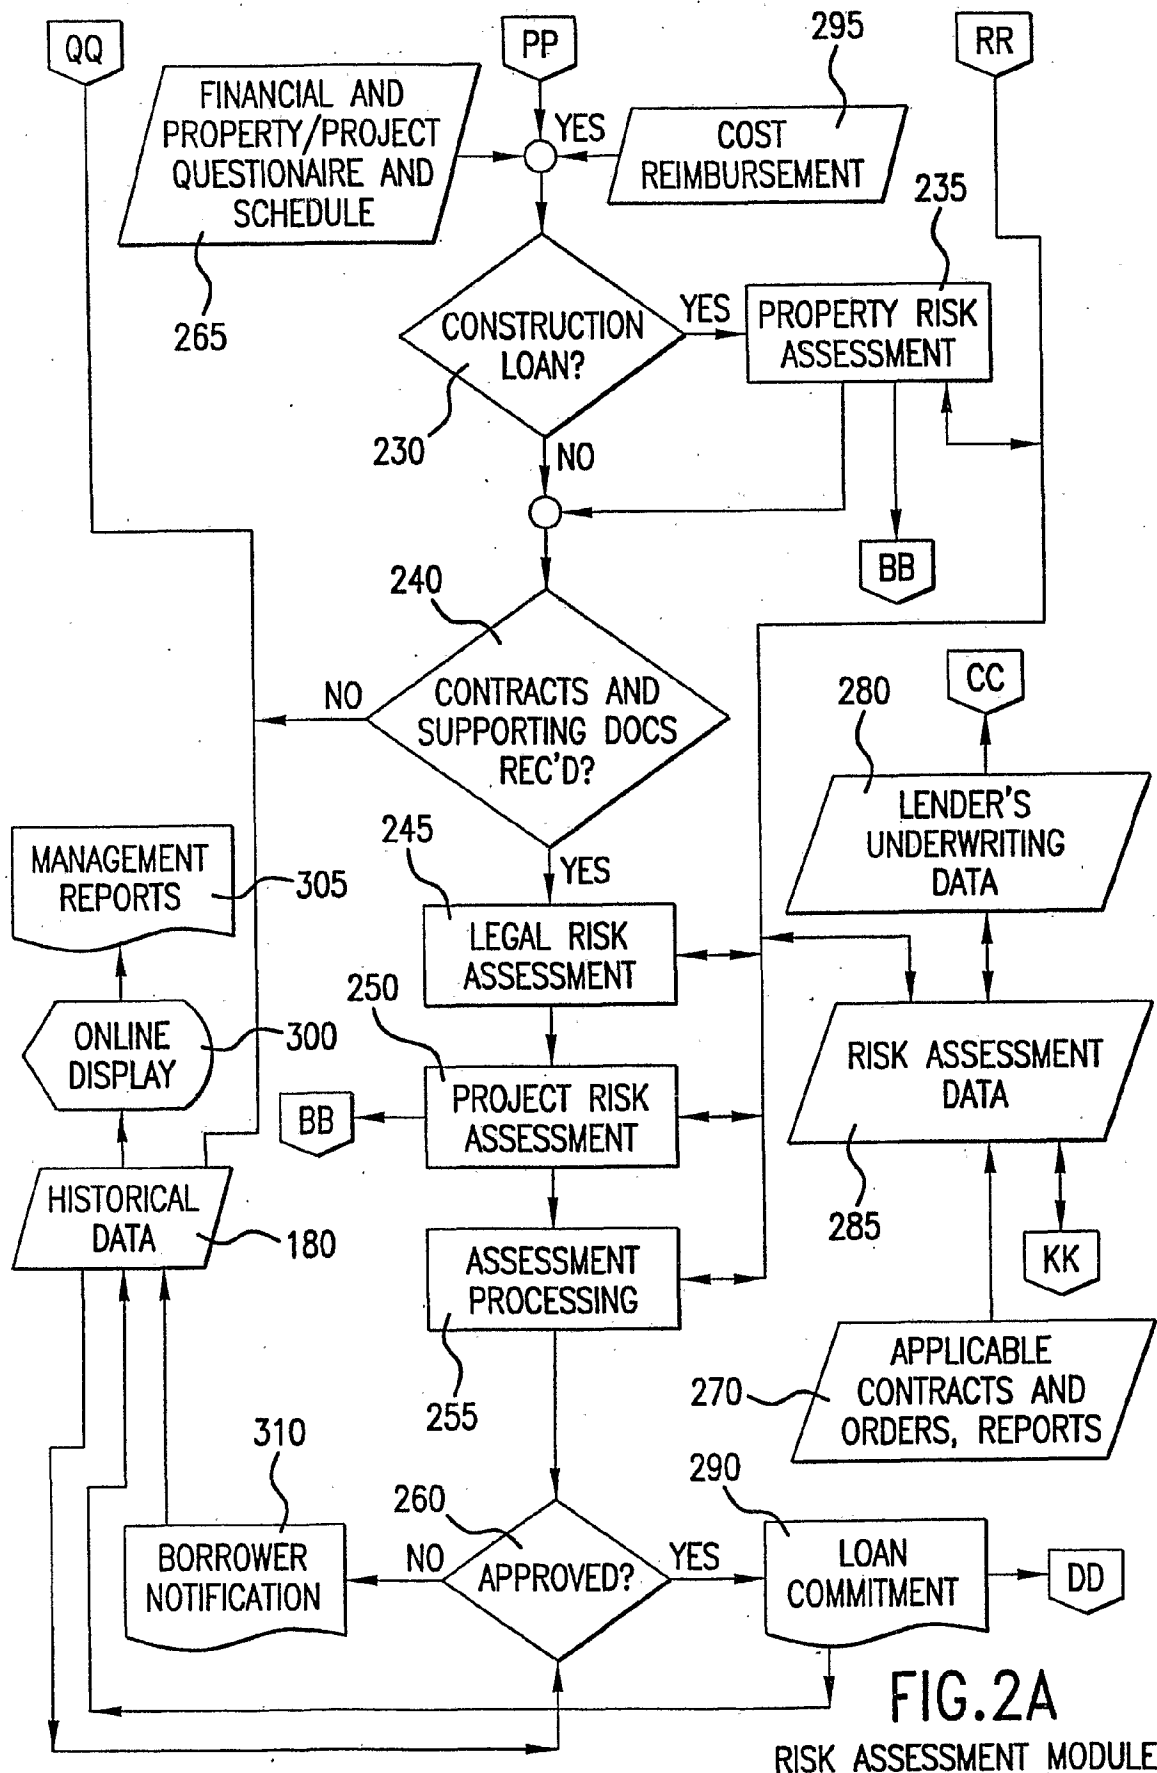 QQ
PP
295
RR
FINANCIAL AND
PROPERTY/PROJECT
QUESTIONAIRE AND
SCHEDULE
YES
COST
REIMBURSEMENT
235
265
CONSTRUCTION
LOAN?
YES
PROPERTY RISK
ASSESSMENT
230
NO
BB
240
NO
CONTRACTS AND
SUPPORTING DOCS
REC'D?
CC
280
LENDER'S
UNDERWRITING
DATA
245
YES
MANAGEMENT
REPORTS
305
LEGAL RISK
ASSESSMENT
250
ONLINE
DISPLAY
300
RISK ASSESSMENT
DATA
BB
PROJECT RISK
ASSESSMENT
285
KK
HISTORICAL
DATA
180
ASSESSMENT
PROCESSING
255
270
APPLICABLE
CONTRACTS AND
ORDERS, REPORTS
310
260
290
BORROWER
NOTIFICATION
NO
APPROVED?
YES
LOAN
COMMITMENT
DD
FIG.2A
RISK ASSESSMENT MODULE